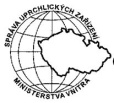 SPRÁVA UPRCHLICKÝCH ZAŘÍZENÍ
MINISTERSTVA VNITRA